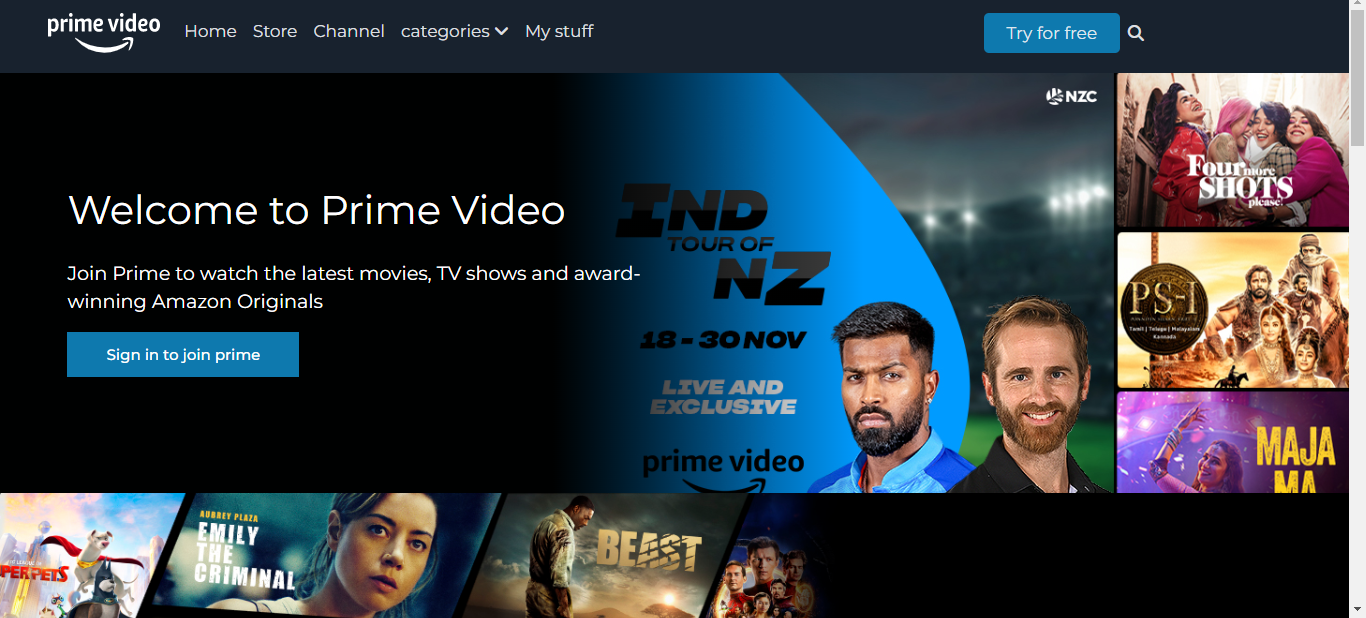 prime video
Home Store Channel categories My stuff
Try for free
NZC
Welcome to Prime Video
Join Prime to watch the latest movies, TV shows and award-
winning Amazon Originals
Sign in to join prime
IND
TOUR OF
NZ
18 - 30 NOV
LIVE AND
EXCLUSIVE
prime video
Four more
SHOTS
please!
PS-I
Tamil | Telugu | Malayalam
Kannada
MAJA
MA
PERPETS
AUBREY PLAZA
EMILY
THE
CRIMINAL
BEAST